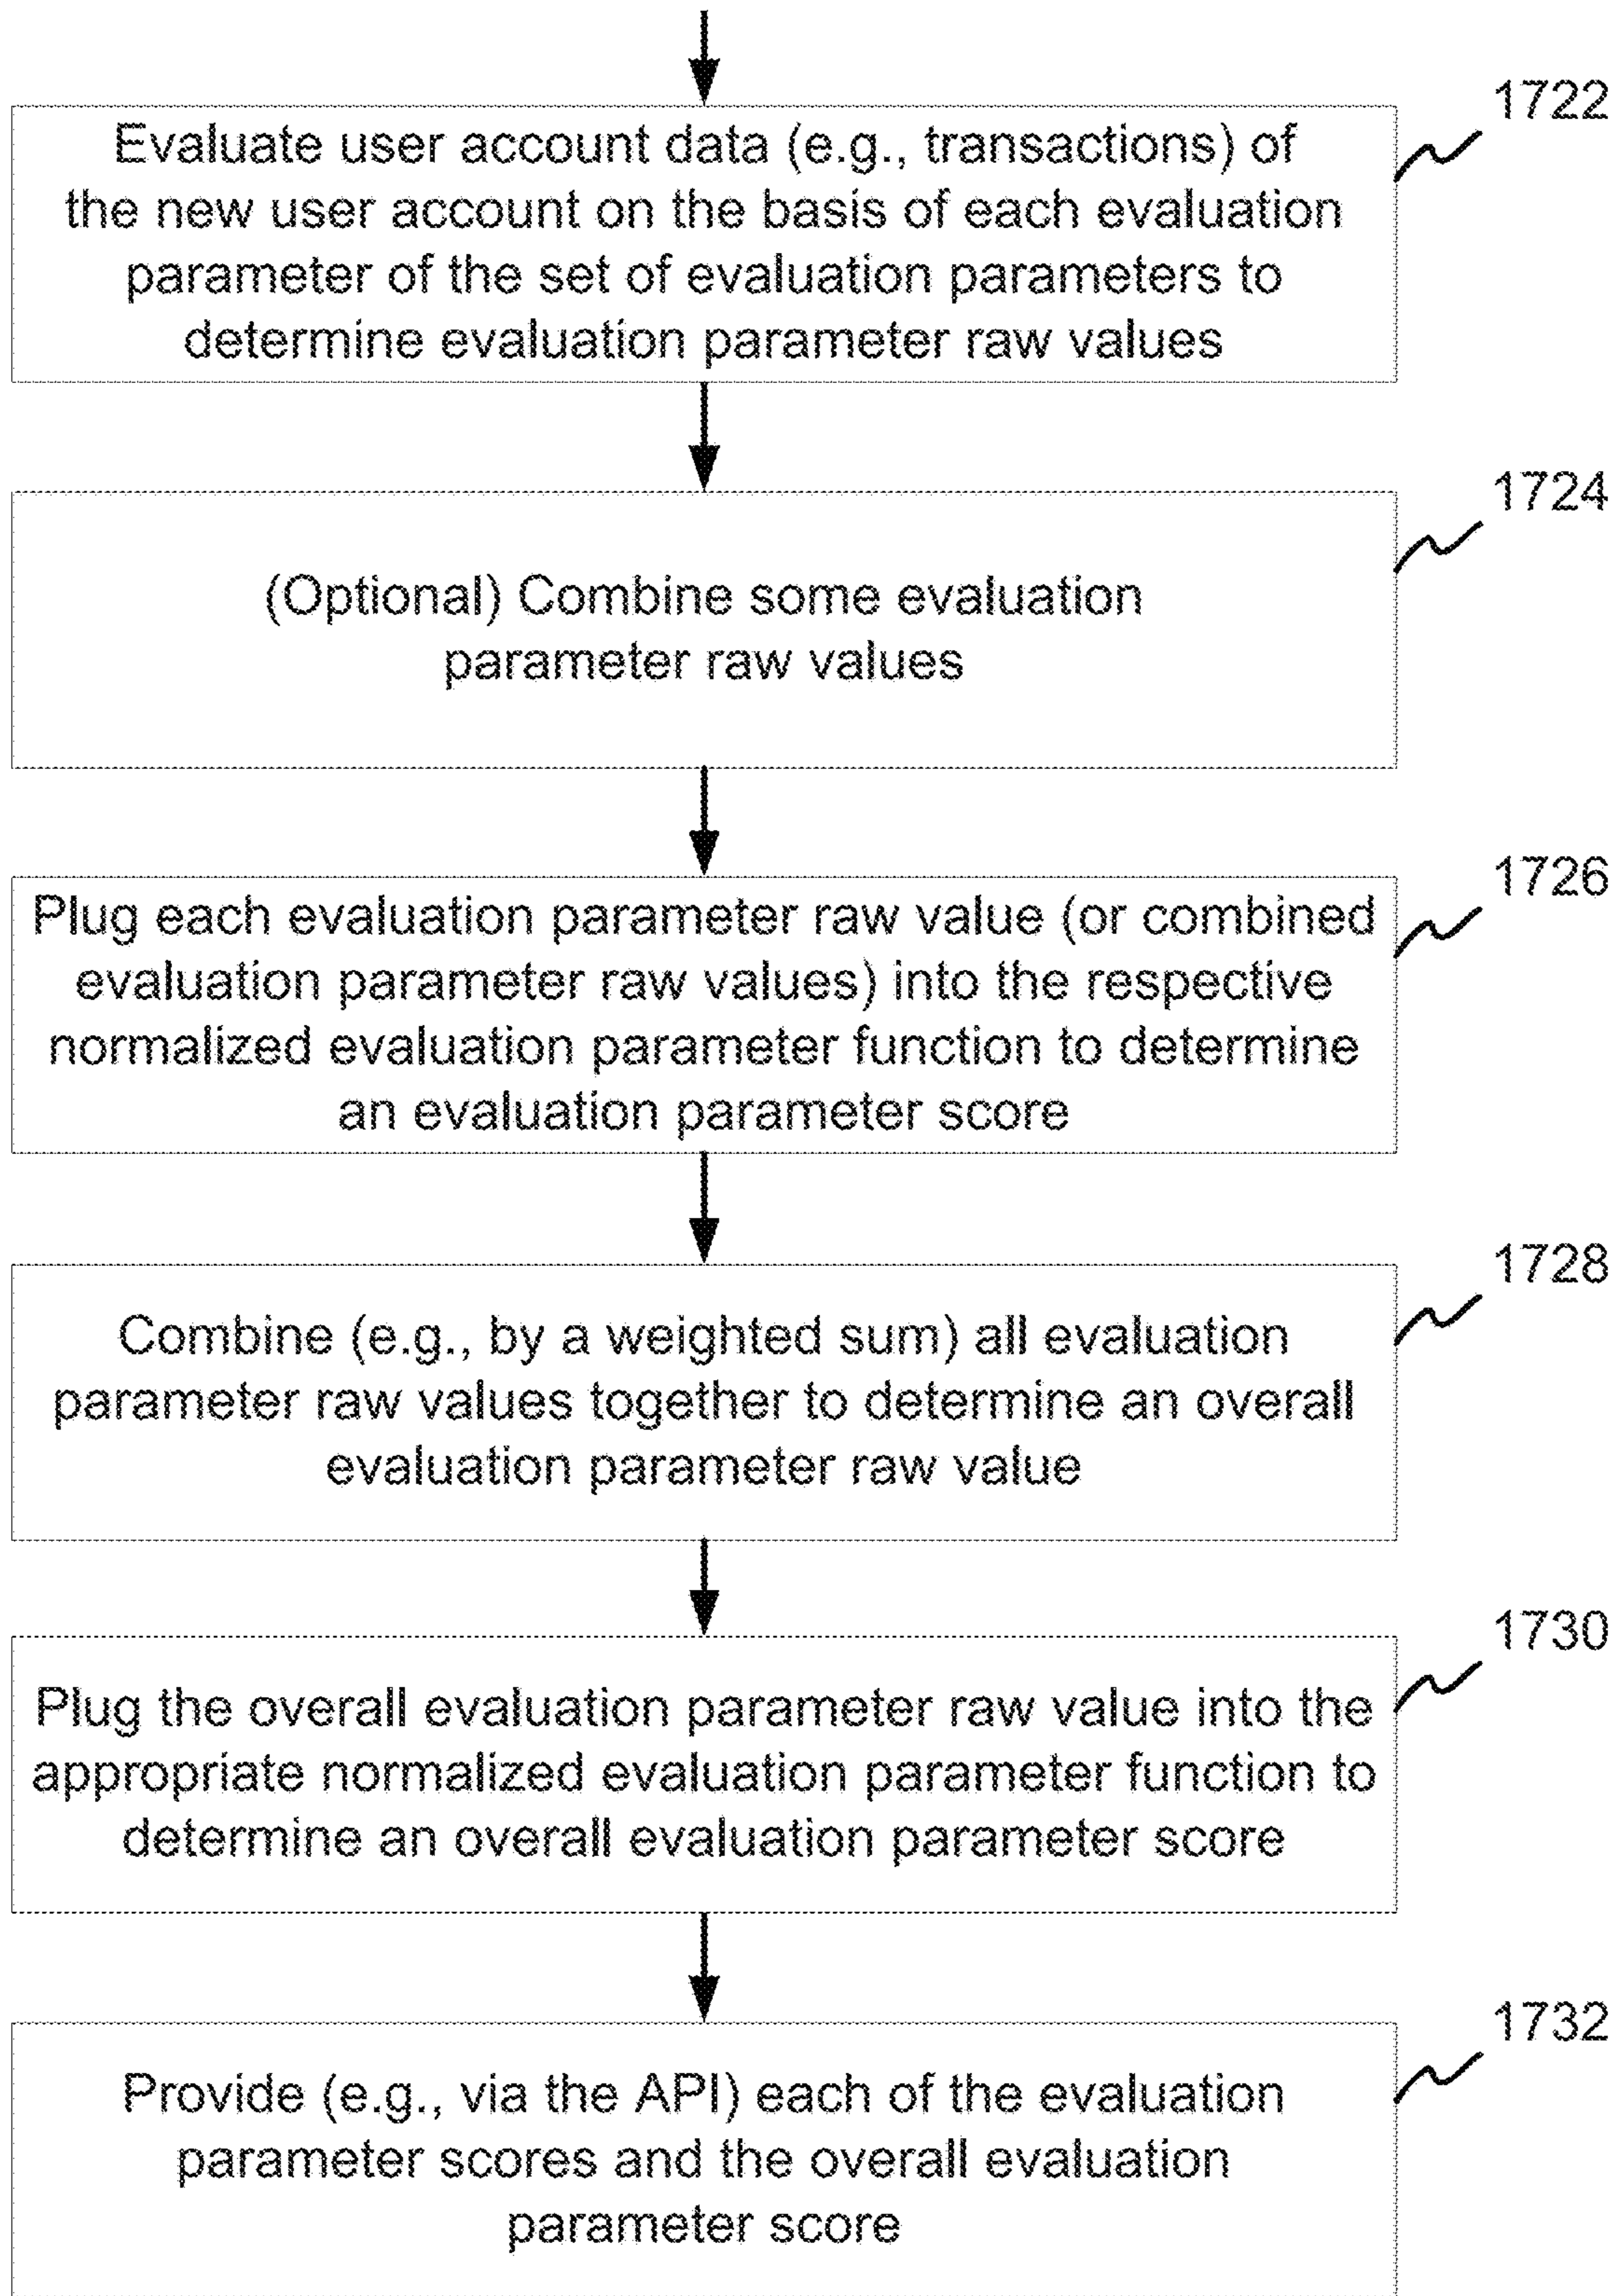 1722
Evaluate user account data (e.g., transactions) of
the new user account on the basis of each evaluation
parameter of the set of evaluation parameters to
determine evaluation parameter raw values
1724
(Optional) Combine some evaluation
parameter raw values
1726
Plug each evaluation parameter raw value (or combined
evaluation parameter raw values) into the respective
normalized evaluation parameter function to determine
an evaluation parameter score
1728
Combine (e.g., by a weighted sum) all evaluation
parameter raw values together to determine an overall
evaluation parameter raw value
1730
Plug the overall evaluation parameter raw value into the
appropriate normalized evaluation parameter function to
determine an overall evaluation parameter score
1732
Provide (e.g., via the API) each of the evaluation
parameter scores and the overall evaluation
parameter score